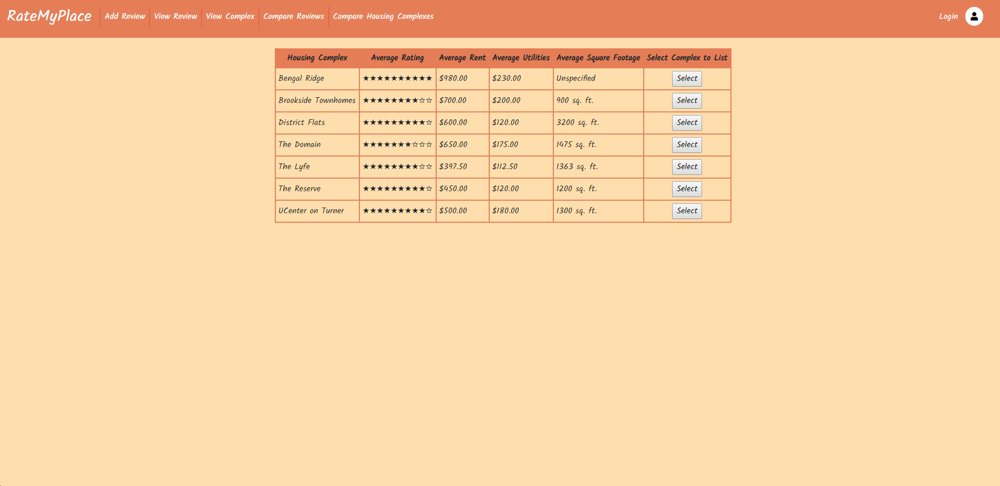 RateMyPlace Add Review View Review View Complex Compare Reviews Compare Housing Complexes Login
Housing Complex Average Rating Average Rent Average Utilities Average Square Footage Select Complex to List
Bengal Ridge ★★★★★★★★★★ $980.00 $230.00 Unspecified Select
Brookside Townhomes ★★★★★★★★☆☆ $700.00 $200.00 900 sq. ft. Select
District Flats ★★★★★★★★★☆ $600.00 $120.00 3200 sq. ft. Select
The Domain ★★★★★★★☆☆☆ $650.00 $175.00 1475 sq. ft. Select
The Lyfe ★★★★★★★★☆☆ $397.50 $112.50 1363 sq. ft. Select
The Reserve ★★★★★★★★★☆ $450.00 $120.00 1200 sq. ft. Select
UCenter on Turner ★★★★★★★★★☆ $500.00 $180.00 1300 sq. ft. Select